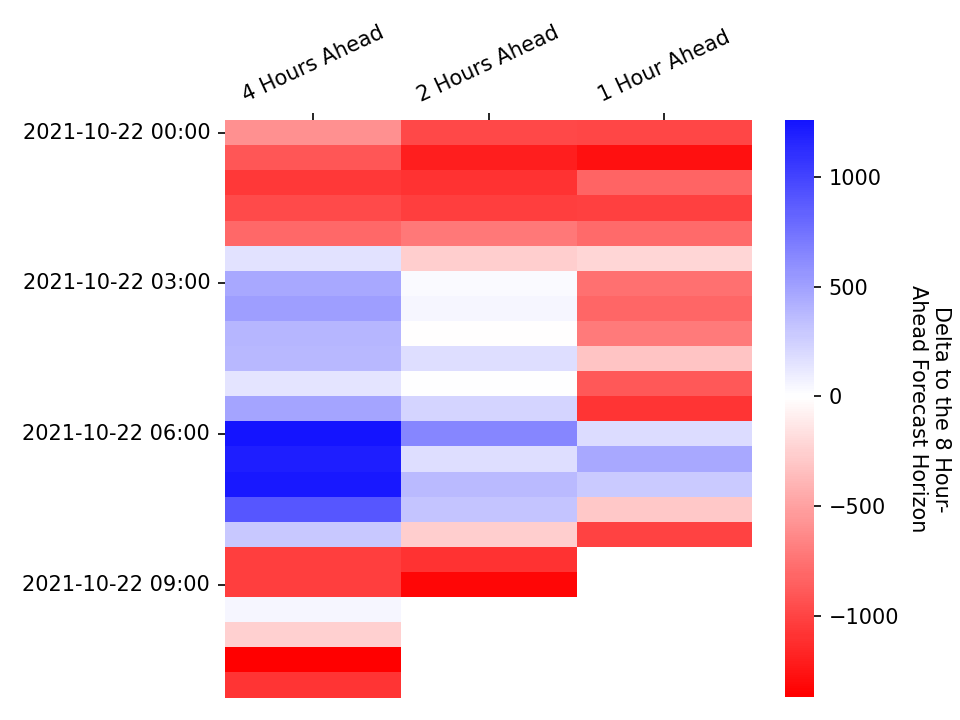 4 Hours Ahead
2 Hours Ahead
1 Hour Ahead
2021-10-22 00:00
2021-10-22 03:00
2021-10-22 06:00
2021-10-22 09:00
1000
500
0
−500
−1000
Delta to the 8 Hour-
Ahead Forecast Horizon